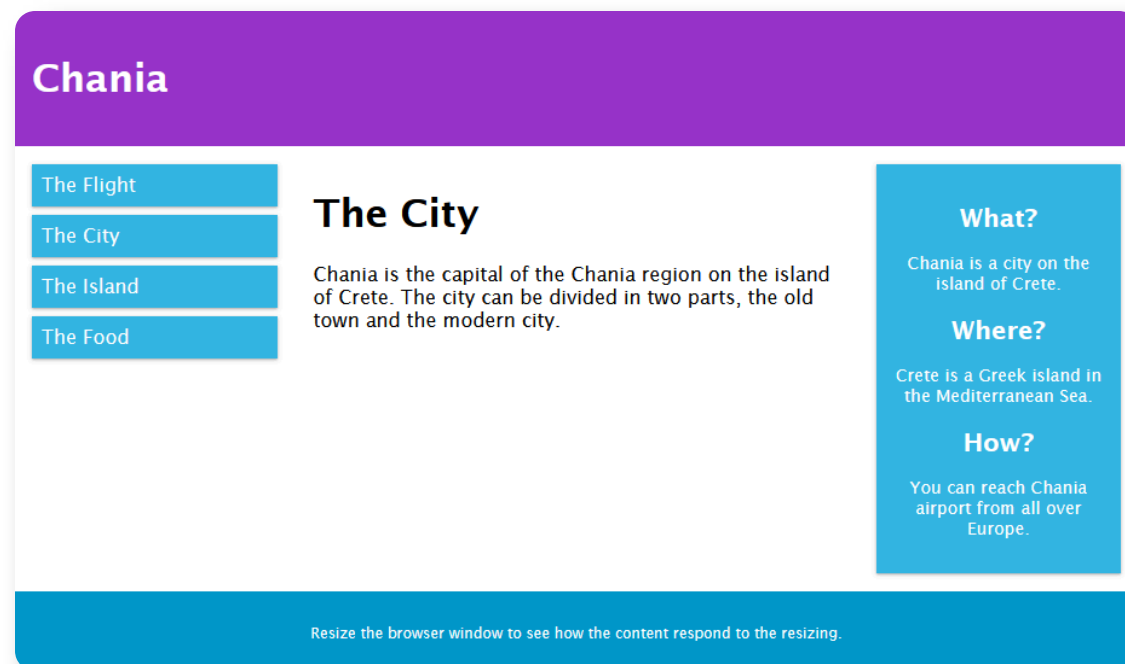 Chania
The Flight
The City
The Island
The Food
The City
Chania is the capital of the Chania region on the island
of Crete. The city can be divided in two parts, the old
town and the modern city.
What?
Chania is a city on the
island of Crete.
Where?
Crete is a Greek island in
the Mediterranean Sea.
How?
You can reach Chania
airport from all over
Europe.
Resize the browser window to see how the content respond to the resizing.